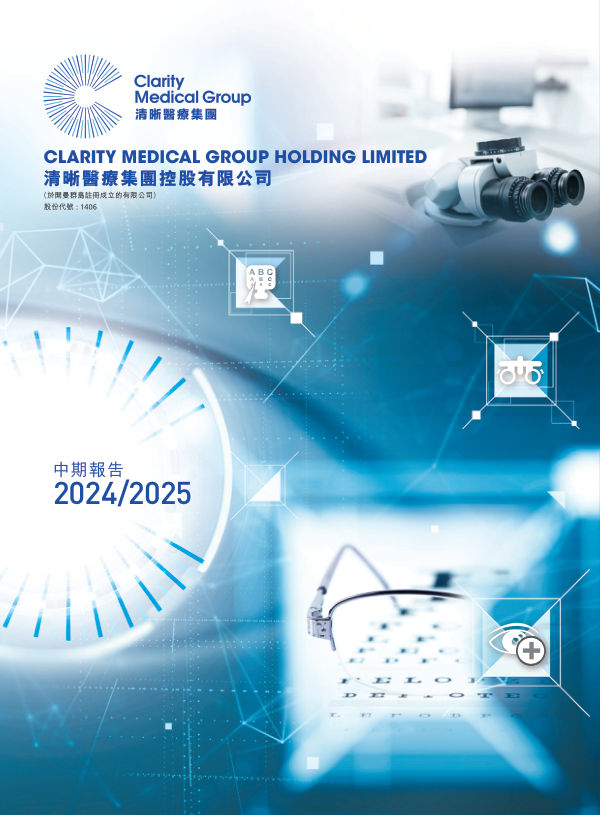 Clarity
Medical Group
清晰醫療集團
CLARITY MEDICAL GROUP HOLDING LIMITED
清晰醫療集團控股有限公司
(於開曼群島註冊成立的有限公司)
股份代號 : 1406
A B C
中期報告
2024/2025